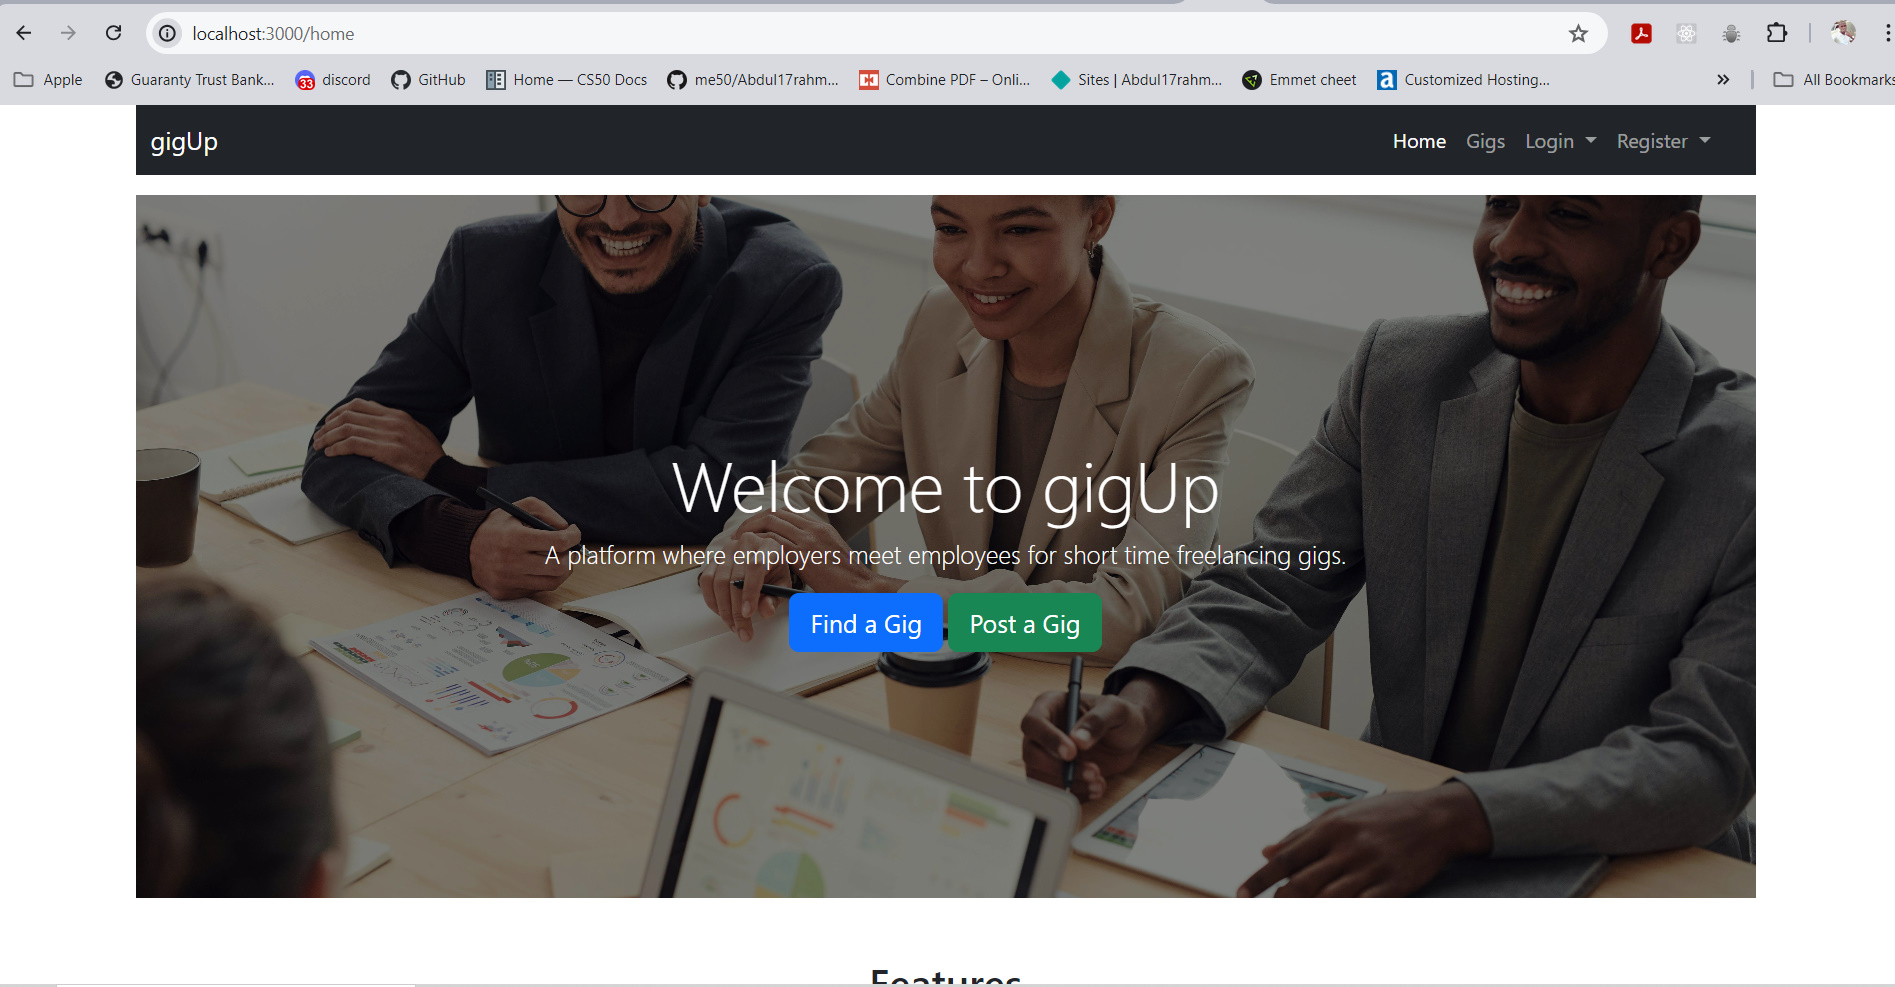 localhost:3000/home
Apple Guaranty Trust Bank... discord GitHub Home — CS50 Docs me50/Abdul17rahm... Combine PDF – Onli... Sites | Abdul17rahm... Emmet cheet Customized Hosting... » All Bookmarks
gigUp Home Gigs Login Register
Welcome to gigUp
A platform where employers meet employees for short time freelancing gigs.
Find a Gig Post a Gig
Features